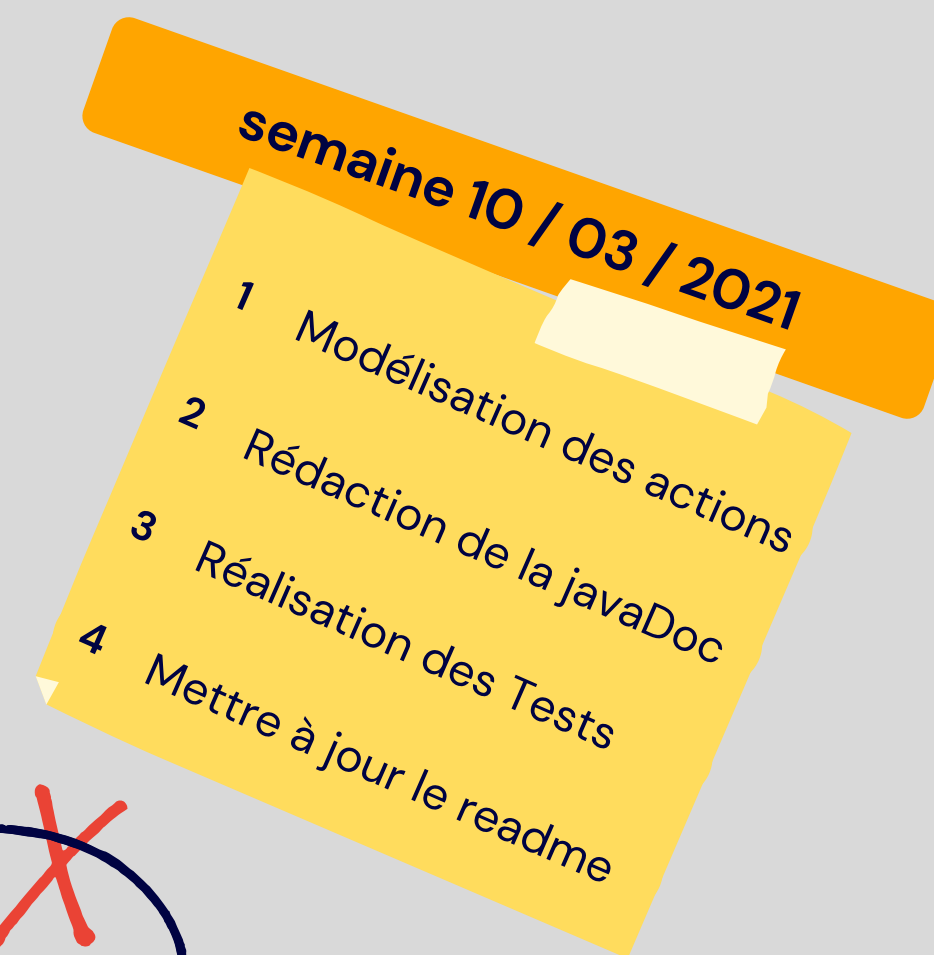 semaine 10 / 03 / 2021
1 Modélisation des actions
2 Rédaction de la javaDoc
3 Réalisation des Tests
4 Mettre à jour le readme